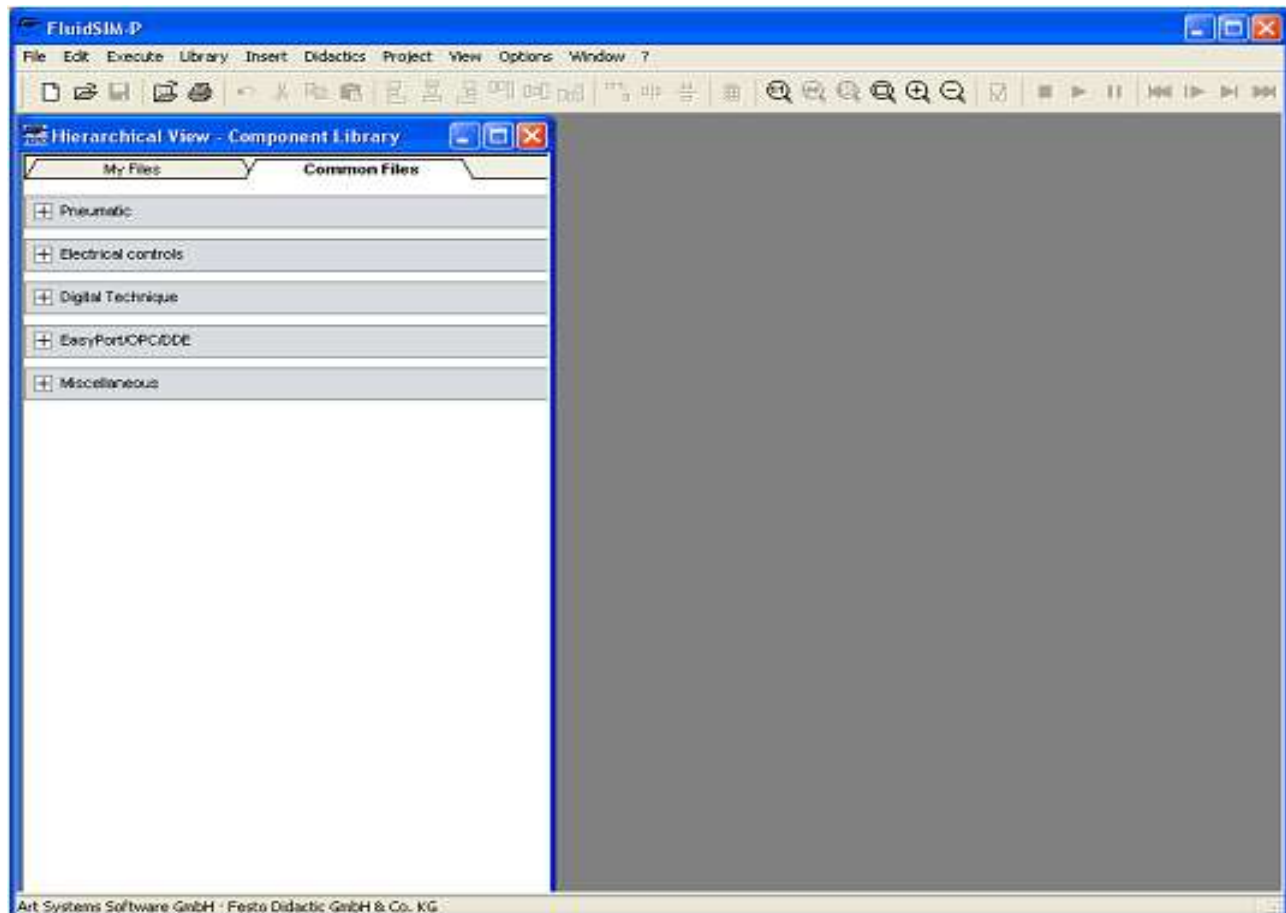 FluidSIM-P
File Edit Execute Library Insert Didactics Project View Options Window ?
Hierarchical View - Component Library
My Files Common Files
Pneumatic
Electrical controls
Digital Technique
EasyPort/OPC/DDE
Miscellaneous
Art Systems Software GmbH · Festo Didactic GmbH & Co. KG